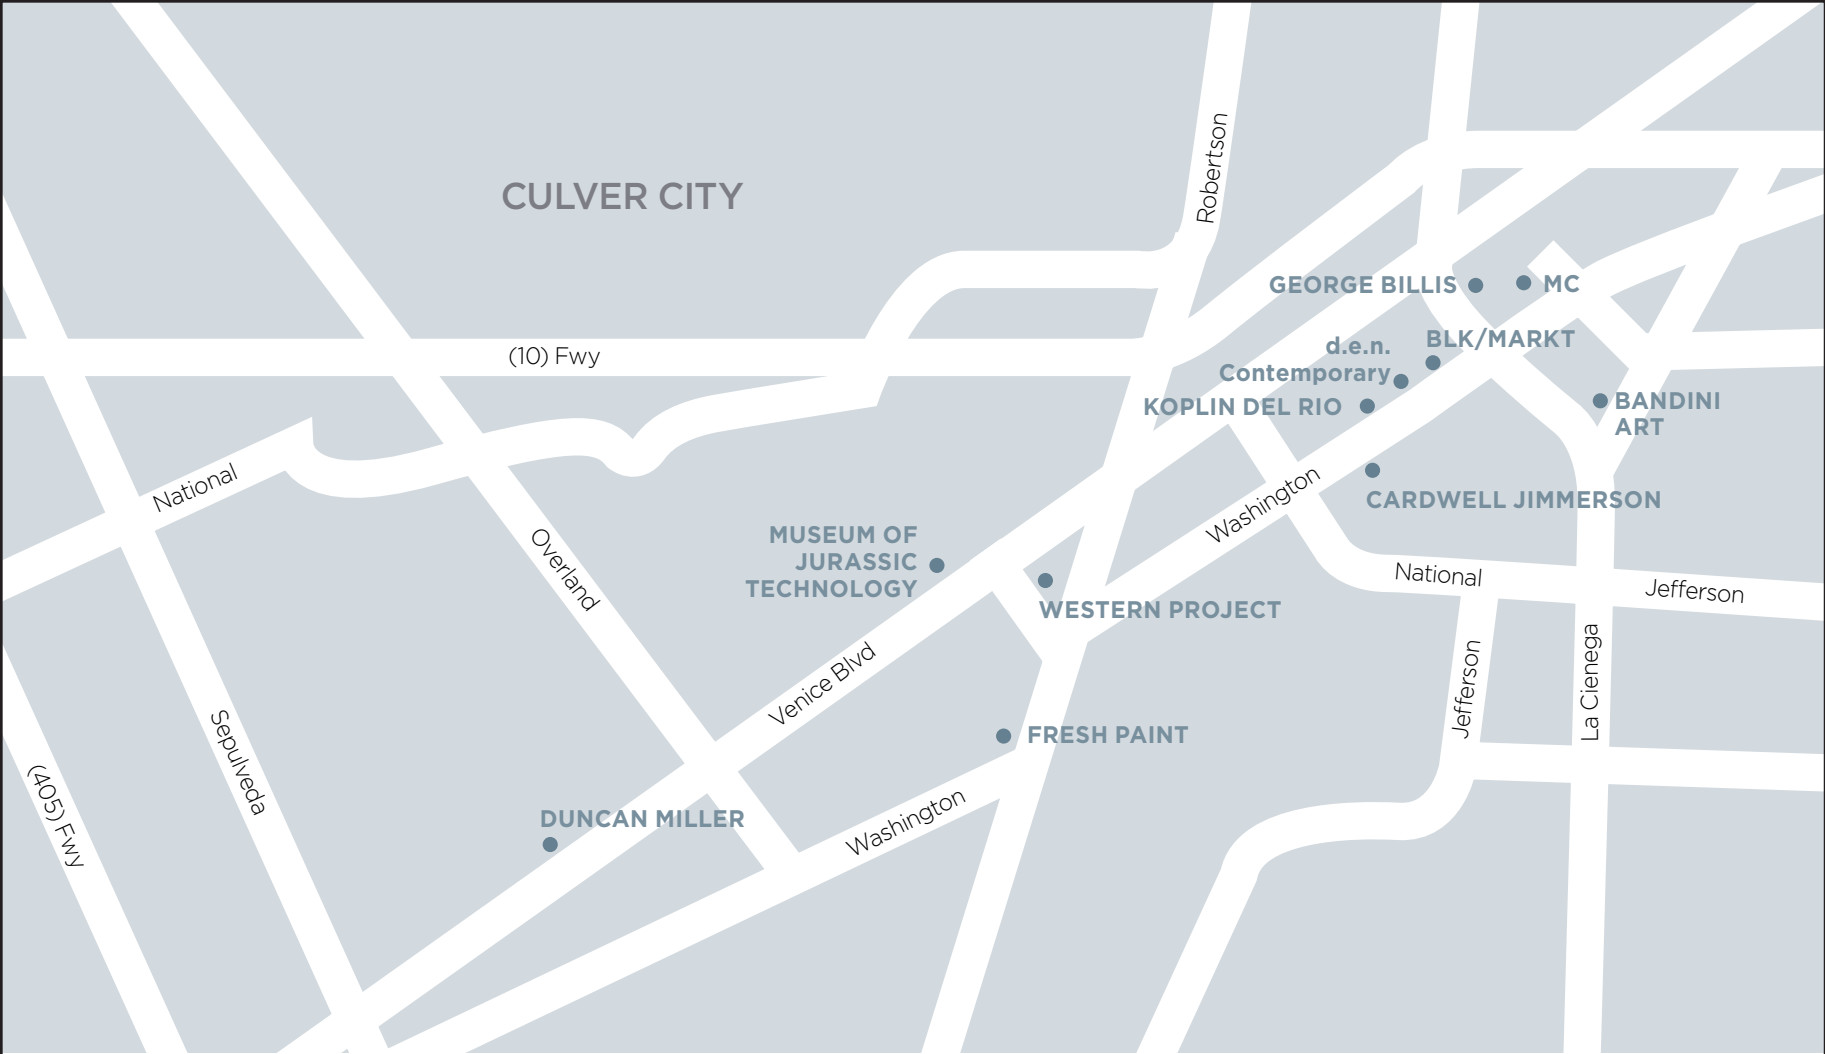 Robertson
CULVER CITY
GEORGE BILLIS
MC
BLK/MARKT
d.e.n.
Contemporary
(10) Fwy
KOPLIN DEL RIO
BANDINI
ART
National
Washington
CARDWELL JIMMERSON
MUSEUM OF
JURASSIC
TECHNOLOGY
Overland
National
Jefferson
WESTERN PROJECT
Venice Blvd
Jefferson
La Cienega
Sepulveda
FRESH PAINT
(405) Fwy
DUNCAN MILLER
Washington